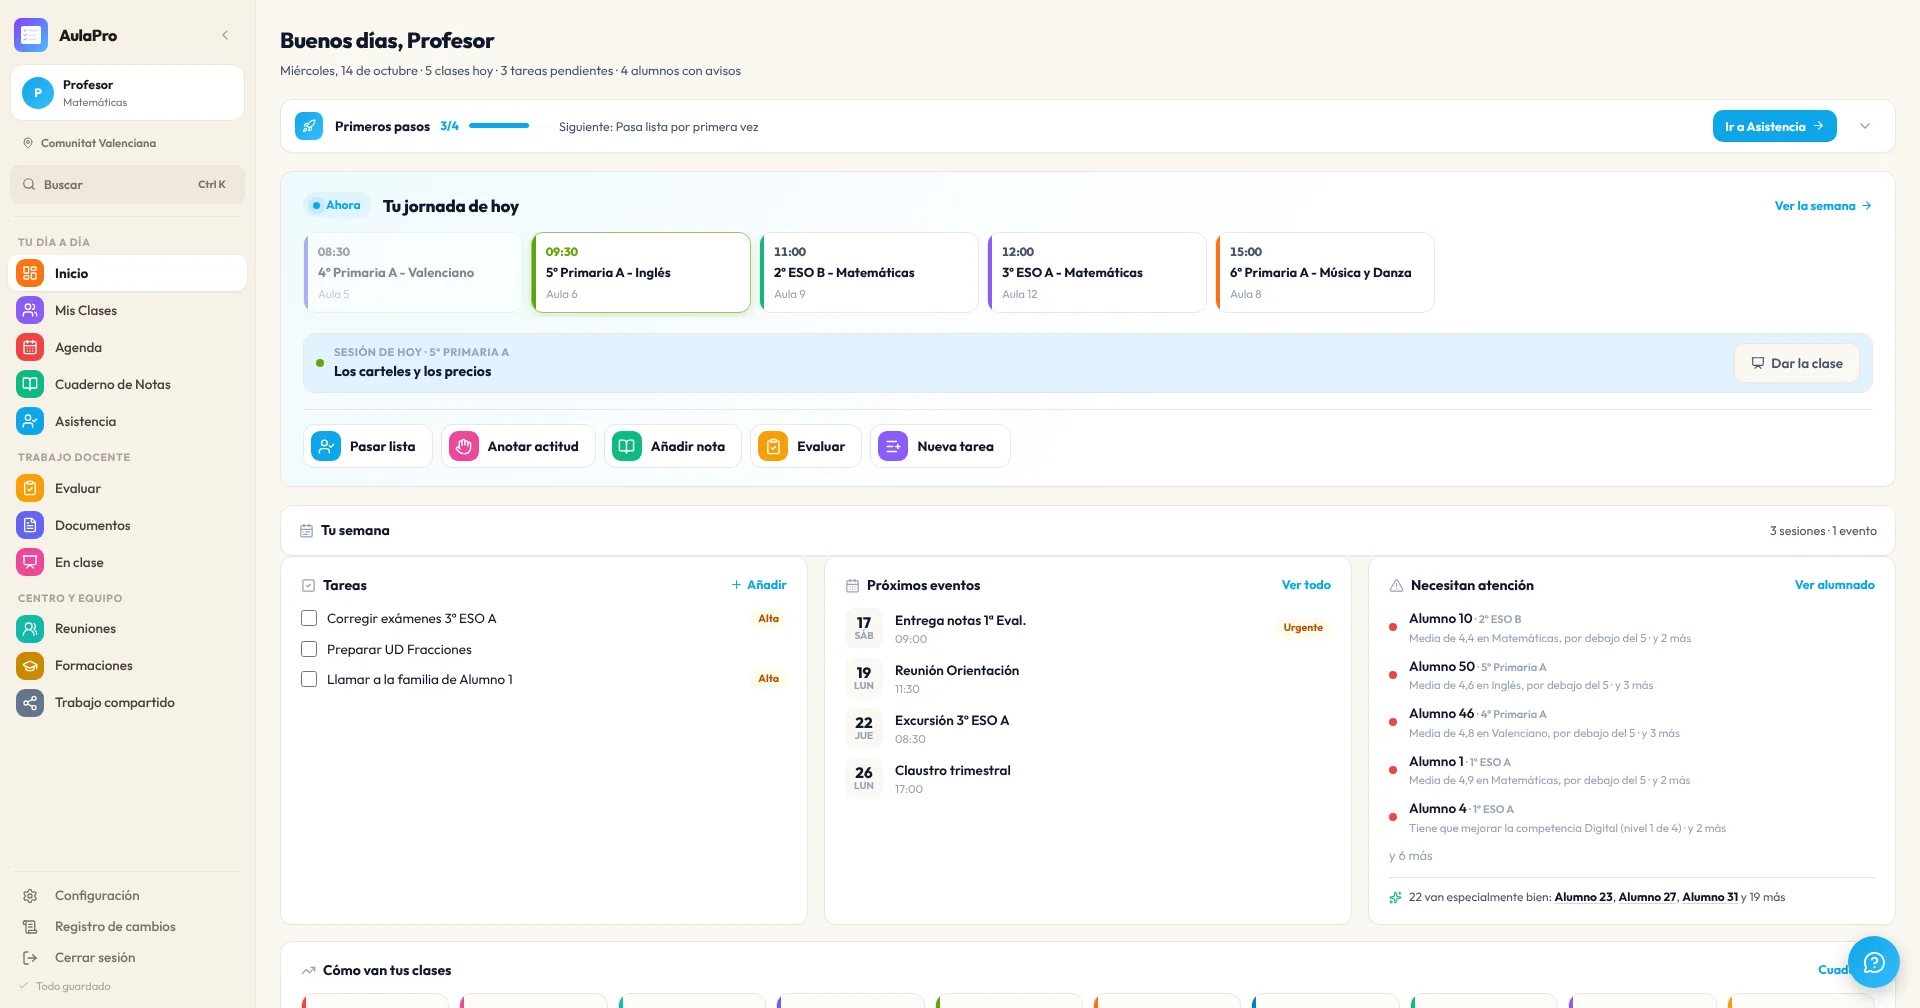 AulaPro
P
Profesor
Matemáticas
Comunitat Valenciana
Buscar
Ctrl K
TU DÍA A DÍA
Inicio
Mis Clases
Agenda
Cuaderno de Notas
Asistencia
TRABAJO DOCENTE
Evaluar
Documentos
En clase
CENTRO Y EQUIPO
Reuniones
Formaciones
Trabajo compartido
Configuración
Registro de cambios
Cerrar sesión
Todo guardado
Buenos días, Profesor
Miércoles, 14 de octubre · 5 clases hoy · 3 tareas pendientes · 4 alumnos con avisos
Primeros pasos 3/4
Siguiente: Pasa lista por primera vez
Ir a Asistencia
Ahora
Tu jornada de hoy
Ver la semana
08:30
4º Primaria A - Valenciano
Aula 5
09:30
5º Primaria A - Inglés
Aula 6
11:00
2º ESO B - Matemáticas
Aula 9
12:00
3º ESO A - Matemáticas
Aula 12
15:00
6º Primaria A - Música y Danza
Aula 8
SESIÓN DE HOY · 5º PRIMARIA A
Los carteles y los precios
Dar la clase
Pasar lista
Anotar actitud
Añadir nota
Evaluar
Nueva tarea
Tu semana
3 sesiones · 1 evento
Tareas
Añadir
Corregir exámenes 3º ESO A
Alta
Preparar UD Fracciones
Llamar a la familia de Alumno 1
Alta
Próximos eventos
Ver todo
17
SÁB
Entrega notas 1ª Eval.
09:00
Urgente
19
LUN
Reunión Orientación
11:30
22
JUE
Excursión 3º ESO A
08:30
26
LUN
Claustro trimestral
17:00
Necesitan atención
Ver alumnado
Alumno 10 · 2º ESO B
Media de 4,4 en Matemáticas, por debajo del 5 · y 2 más
Alumno 50 · 5º Primaria A
Media de 4,6 en Inglés, por debajo del 5 · y 3 más
Alumno 46 · 4º Primaria A
Media de 4,8 en Valenciano, por debajo del 5 · y 3 más
Alumno 1 · 1º ESO A
Media de 4,9 en Matemáticas, por debajo del 5 · y 2 más
Alumno 4 · 1º ESO A
Tiene que mejorar la competencia Digital (nivel 1 de 4) · y 2 más
y 6 más
22 van especialmente bien: Alumno 23, Alumno 27, Alumno 31 y 19 más
Cómo van tus clases